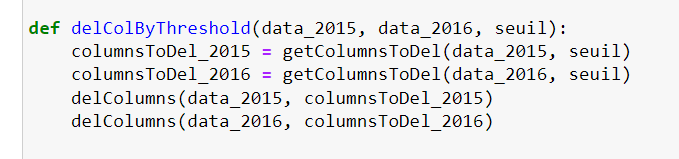 def delColByThreshold(data_2015, data_2016, seuil):
    columnsToDel_2015 = getColumnsToDel(data_2015, seuil)
    columnsToDel_2016 = getColumnsToDel(data_2016, seuil)
    delColumns(data_2015, columnsToDel_2015)
    delColumns(data_2016, columnsToDel_2016)